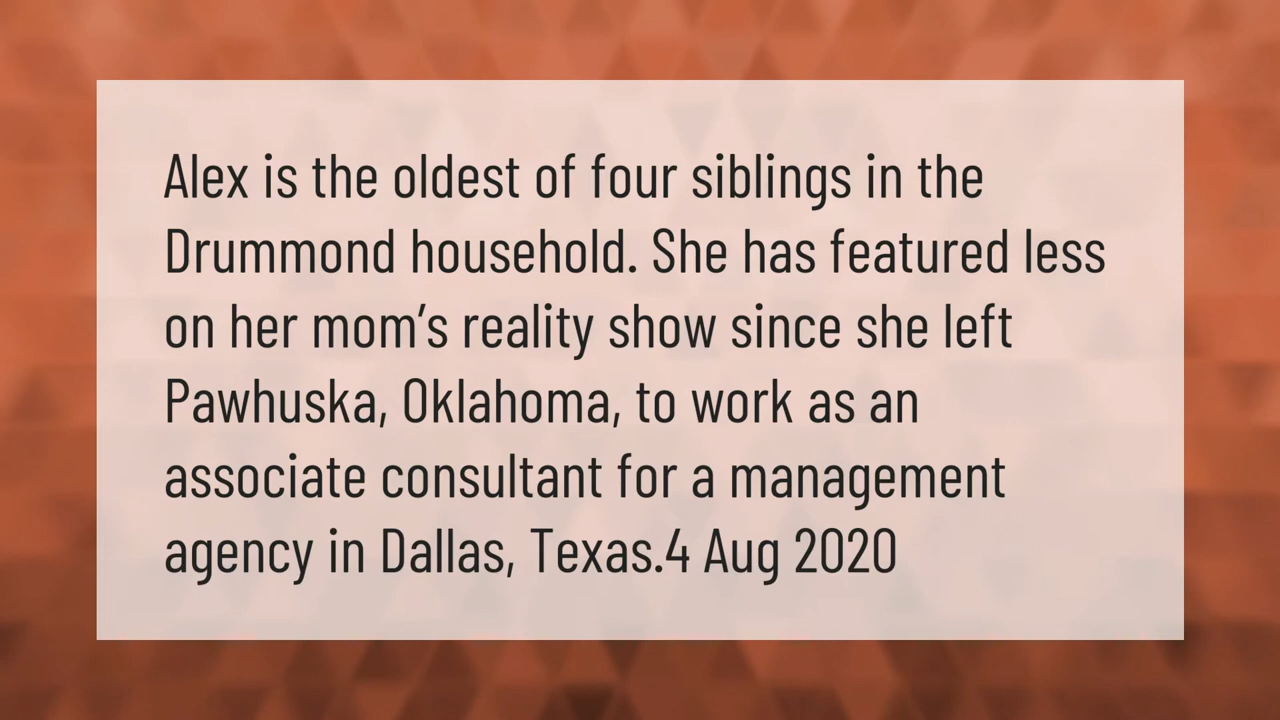 Alex is the oldest of four siblings in the
Drummond household. She has featured less
on her mom’s reality show since she left
Pawhuska, Oklahoma, to work as an
associate consultant for a management
agency in Dallas, Texas.4 Aug 2020